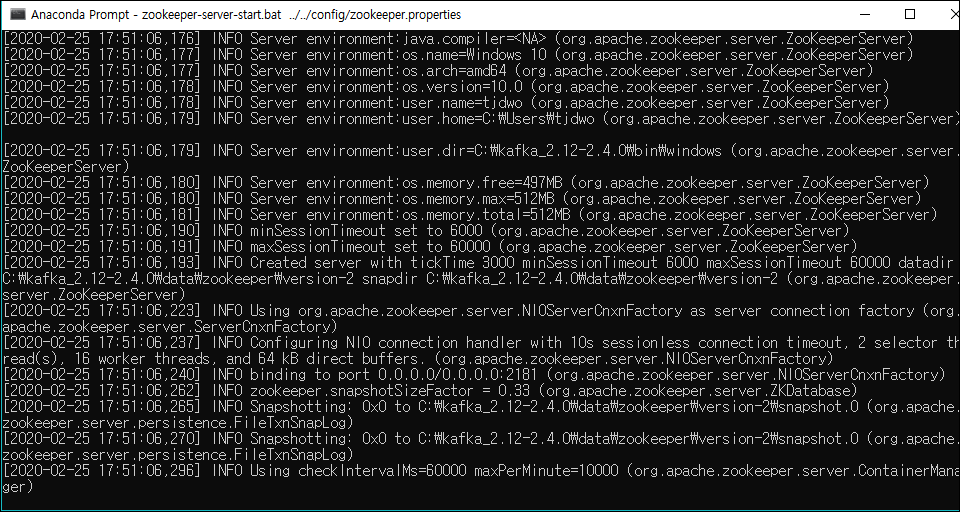 Anaconda Prompt - zookeeper-server-start.bat  ../../config/zookeeper.properties
[2020-02-25 17:51:06,176] INFO Server environment:java.compiler=<NA> (org.apache.zookeeper.server.ZooKeeperServer)
[2020-02-25 17:51:06,177] INFO Server environment:os.name=Windows 10 (org.apache.zookeeper.server.ZooKeeperServer)
[2020-02-25 17:51:06,177] INFO Server environment:os.arch=amd64 (org.apache.zookeeper.server.ZooKeeperServer)
[2020-02-25 17:51:06,178] INFO Server environment:os.version=10.0 (org.apache.zookeeper.server.ZooKeeperServer)
[2020-02-25 17:51:06,178] INFO Server environment:user.name=tjdwo (org.apache.zookeeper.server.ZooKeeperServer)
[2020-02-25 17:51:06,179] INFO Server environment:user.home=C:₩Users₩tjdwo (org.apache.zookeeper.server.ZooKeeperServer)
[2020-02-25 17:51:06,179] INFO Server environment:user.dir=C:₩kafka_2.12-2.4.0₩bin₩windows (org.apache.zookeeper.server.
ZooKeeperServer)
[2020-02-25 17:51:06,180] INFO Server environment:os.memory.free=497MB (org.apache.zookeeper.server.ZooKeeperServer)
[2020-02-25 17:51:06,180] INFO Server environment:os.memory.max=512MB (org.apache.zookeeper.server.ZooKeeperServer)
[2020-02-25 17:51:06,181] INFO Server environment:os.memory.total=512MB (org.apache.zookeeper.server.ZooKeeperServer)
[2020-02-25 17:51:06,190] INFO minSessionTimeout set to 6000 (org.apache.zookeeper.server.ZooKeeperServer)
[2020-02-25 17:51:06,191] INFO maxSessionTimeout set to 60000 (org.apache.zookeeper.server.ZooKeeperServer)
[2020-02-25 17:51:06,193] INFO Created server with tickTime 3000 minSessionTimeout 6000 maxSessionTimeout 60000 datadir
C:₩kafka_2.12-2.4.0₩data₩zookeeper₩version-2 snapdir C:₩kafka_2.12-2.4.0₩data₩zookeeper₩version-2 (org.apache.zookeeper.
server.ZooKeeperServer)
[2020-02-25 17:51:06,223] INFO Using org.apache.zookeeper.server.NIOServerCnxnFactory as server connection factory (org.
apache.zookeeper.server.ServerCnxnFactory)
[2020-02-25 17:51:06,237] INFO Configuring NIO connection handler with 10s sessionless connection timeout, 2 selector th
read(s), 16 worker threads, and 64 kB direct buffers. (org.apache.zookeeper.server.NIOServerCnxnFactory)
[2020-02-25 17:51:06,240] INFO binding to port 0.0.0.0/0.0.0.0:2181 (org.apache.zookeeper.server.NIOServerCnxnFactory)
[2020-02-25 17:51:06,262] INFO zookeeper.snapshotSizeFactor = 0.33 (org.apache.zookeeper.server.ZKDatabase)
[2020-02-25 17:51:06,265] INFO Snapshotting: 0x0 to C:₩kafka_2.12-2.4.0₩data₩zookeeper₩version-2₩snapshot.0 (org.apache.
zookeeper.server.persistence.FileTxnSnapLog)
[2020-02-25 17:51:06,270] INFO Snapshotting: 0x0 to C:₩kafka_2.12-2.4.0₩data₩zookeeper₩version-2₩snapshot.0 (org.apache.
zookeeper.server.persistence.FileTxnSnapLog)
[2020-02-25 17:51:06,296] INFO Using checkIntervalMs=60000 maxPerMinute=10000 (org.apache.zookeeper.server.ContainerMana
ger)